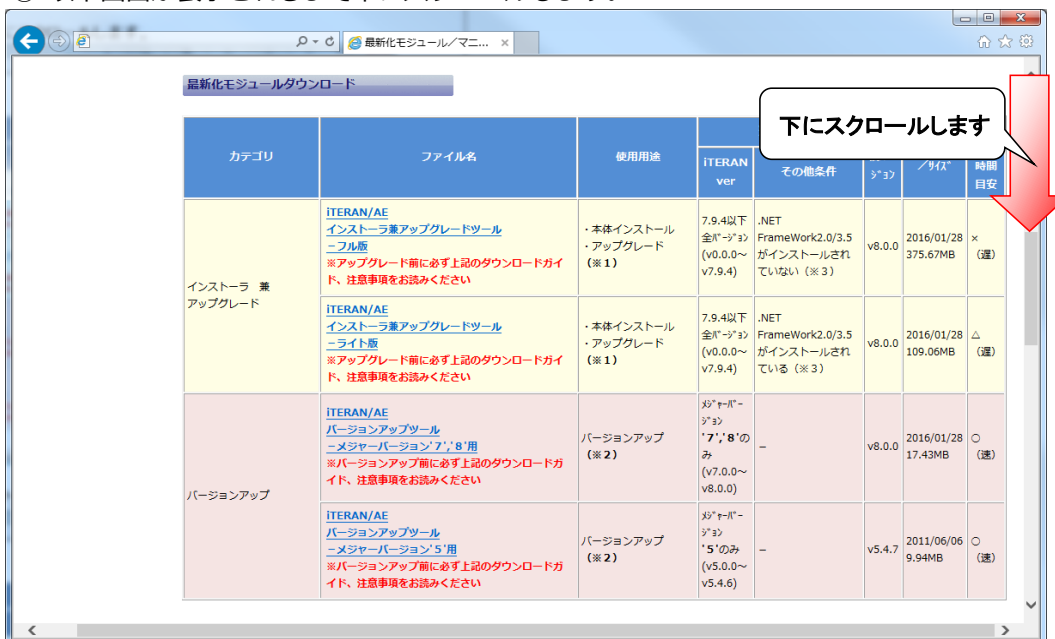 最新化モジュール/マニ... ×
最新化モジュールダウンロード
下にスクロールします
カテゴリ
ファイル名
使用用途
iTERAN
ver
その他条件
ジョン
/サイズ
時間
目安
インストーラ 兼
アップグレード
iTERAN/AE
インストーラ兼アップグレードツール
－フル版
※アップグレード前に必ず上記のダウンロードガイ
ド、注意事項をお読みください
・本体インストール
・アップグレード
(※1)
7.9.4以下
全バージョン
(v0.0.0～
v7.9.4)
.NET
FrameWork2.0/3.5
がインストールされ
ていない（※3）
v8.0.0
2016/01/28
375.67MB
×
（遅）
iTERAN/AE
インストーラ兼アップグレードツール
－ライト版
※アップグレード前に必ず上記のダウンロードガイ
ド、注意事項をお読みください
・本体インストール
・アップグレード
(※1)
7.9.4以下
全バージョン
(v0.0.0～
v7.9.4)
.NET
FrameWork2.0/3.5
がインストールされ
ている（※3）
v8.0.0
2016/01/28
109.06MB
△
（遅）
バージョンアップ
iTERAN/AE
バージョンアップツール
－メジャーバージョン'7','8'用
※バージョンアップ前に必ず上記のダウンロードガ
イド、注意事項をお読みください
バージョンアップ
(※2)
メジャーバー
ジョン
'7','8'の
み
(v7.0.0～
v8.0.0)
－
v8.0.0
2016/01/28
17.43MB
○
（速）
iTERAN/AE
バージョンアップツール
－メジャーバージョン'5'用
※バージョンアップ前に必ず上記のダウンロードガ
イド、注意事項をお読みください
バージョンアップ
(※2)
メジャーバー
ジョン
'5'のみ
(v5.0.0～
v5.4.6)
－
v5.4.7
2011/06/06
9.94MB
○
（速）